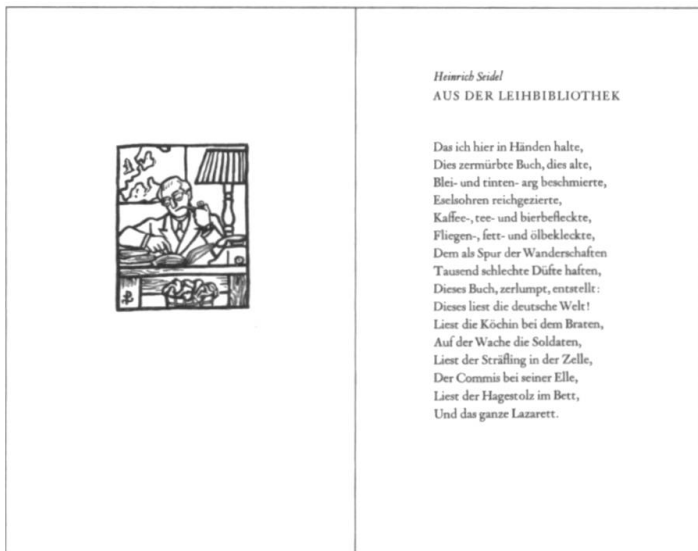 Heinrich Seidel
AUS DER LEIHBIBLIOTHEK
Das ich hier in Händen halte,
Dies zermürbte Buch, dies alte,
Blei- und tinten- arg beschmierte,
Eselsohren reichgezierte,
Kaffee-, tee- und bierbefleckte,
Fliegen-, fett- und ölbekleckte,
Dem als Spur der Wanderschaften
Tausend schlechte Düfte haften,
Dieses Buch, zerlumpt, entstellt:
Dieses liest die deutsche Welt!
Liest die Köchin bei dem Braten,
Auf der Wache die Soldaten,
Liest der Sträfling in der Zelle,
Der Commis bei seiner Elle,
Liest der Hagestolz im Bett,
Und das ganze Lazarett.